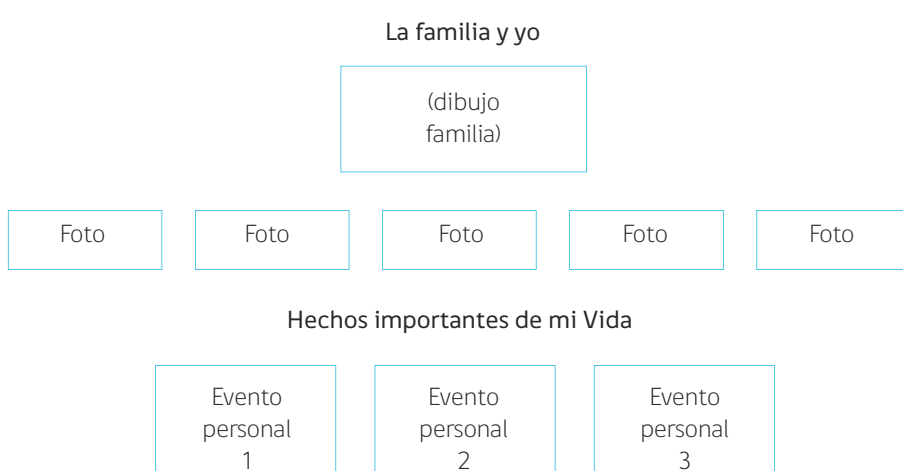 La familia y yo
(dibujo
familia)
Foto Foto Foto Foto Foto
Hechos importantes de mi Vida
Evento Evento Evento
personal personal personal
1 2 3